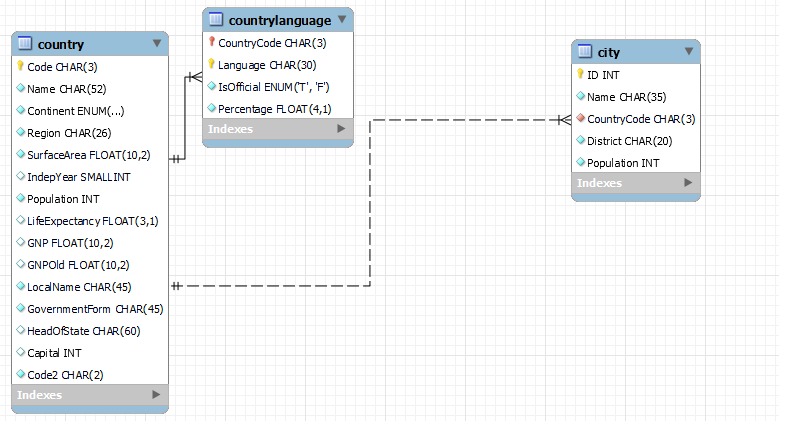 country
Code CHAR(3)
Name CHAR(52)
Continent ENUM(...)
Region CHAR(26)
SurfaceArea FLOAT(10,2)
IndepYear SMALLINT
Population INT
LifeExpectancy FLOAT(3,1)
GNP FLOAT(10,2)
GNPOld FLOAT(10,2)
LocalName CHAR(45)
GovernmentForm CHAR(45)
HeadOfState CHAR(60)
Capital INT
Code2 CHAR(2)
Indexes
countrylanguage
CountryCode CHAR(3)
Language CHAR(30)
IsOfficial ENUM('T', 'F')
Percentage FLOAT(4,1)
Indexes
city
ID INT
Name CHAR(35)
CountryCode CHAR(3)
District CHAR(20)
Population INT
Indexes